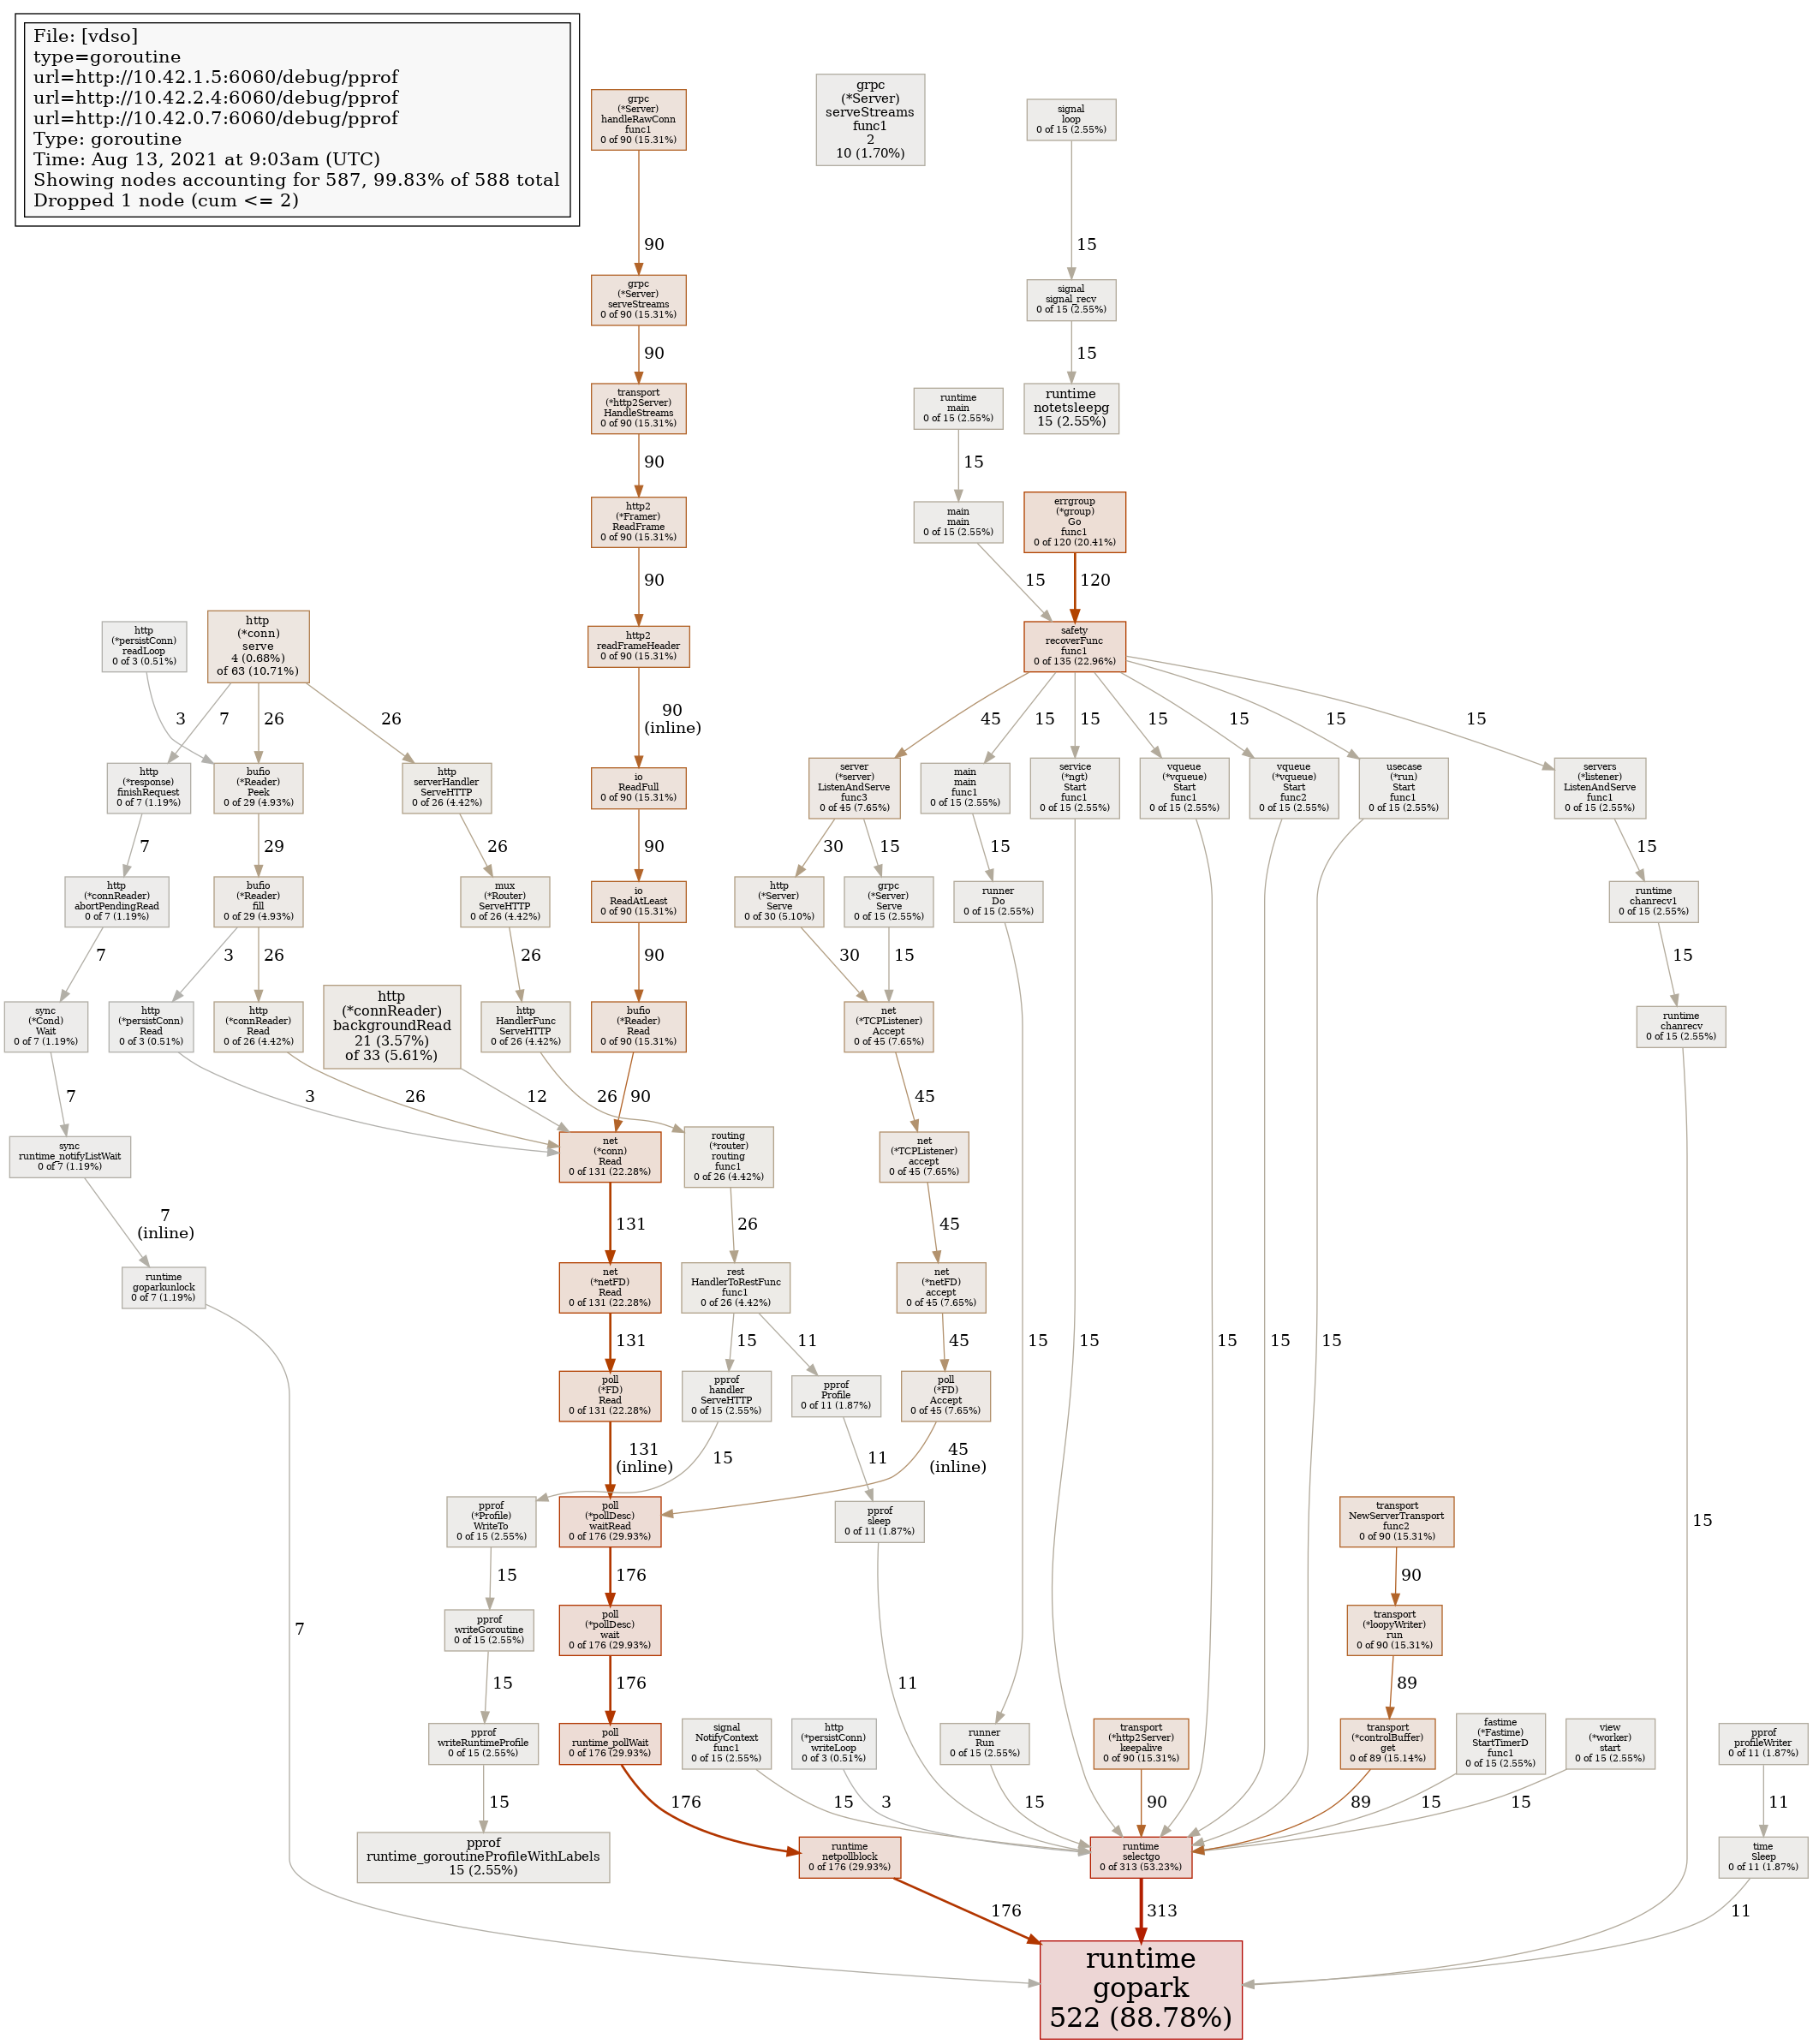 File: [vdso]
type=goroutine
url=http://10.42.1.5:6060/debug/pprof
url=http://10.42.2.4:6060/debug/pprof
url=http://10.42.0.7:6060/debug/pprof
Type: goroutine
Time: Aug 13, 2021 at 9:03am (UTC)
Showing nodes accounting for 587, 99.83% of 588 total
Dropped 1 node (cum <= 2)
grpc
(*Server)
handleRawConn
func1
0 of 90 (15.31%)
grpc
(*Server)
serveStreams
func1
2
10 (1.70%)
signal
loop
0 of 15 (2.55%)
90
15
grpc
(*Server)
serveStreams
0 of 90 (15.31%)
signal
signal_recv
0 of 15 (2.55%)
90
15
transport
(*http2Server)
HandleStreams
0 of 90 (15.31%)
runtime
main
0 of 15 (2.55%)
runtime
notetsleepg
15 (2.55%)
90
15
http2
(*Framer)
ReadFrame
0 of 90 (15.31%)
main
main
0 of 15 (2.55%)
errgroup
(*group)
Go
func1
0 of 120 (20.41%)
90
15
120
http
(*persistConn)
readLoop
0 of 3 (0.51%)
http
(*conn)
serve
4 (0.68%)
of 63 (10.71%)
http2
readFrameHeader
0 of 90 (15.31%)
safety
recoverFunc
func1
0 of 135 (22.96%)
3
7
26
26
90
(inline)
45
15
15
15
15
15
15
http
(*response)
finishRequest
0 of 7 (1.19%)
bufio
(*Reader)
Peek
0 of 29 (4.93%)
http
serverHandler
ServeHTTP
0 of 26 (4.42%)
io
ReadFull
0 of 90 (15.31%)
server
(*server)
ListenAndServe
func3
0 of 45 (7.65%)
main
main
func1
0 of 15 (2.55%)
service
(*ngt)
Start
func1
0 of 15 (2.55%)
vqueue
(*vqueue)
Start
func1
0 of 15 (2.55%)
vqueue
(*vqueue)
Start
func2
0 of 15 (2.55%)
usecase
(*run)
Start
func1
0 of 15 (2.55%)
servers
(*listener)
ListenAndServe
func1
0 of 15 (2.55%)
7
29
26
90
30
15
15
15
http
(*connReader)
abortPendingRead
0 of 7 (1.19%)
bufio
(*Reader)
fill
0 of 29 (4.93%)
mux
(*Router)
ServeHTTP
0 of 26 (4.42%)
io
ReadAtLeast
0 of 90 (15.31%)
http
(*Server)
Serve
0 of 30 (5.10%)
grpc
(*Server)
Serve
0 of 15 (2.55%)
runner
Do
0 of 15 (2.55%)
runtime
chanrecv1
0 of 15 (2.55%)
7
3
26
26
90
30
15
15
sync
(*Cond)
Wait
0 of 7 (1.19%)
http
(*persistConn)
Read
0 of 3 (0.51%)
http
(*connReader)
Read
0 of 26 (4.42%)
http
(*connReader)
backgroundRead
21 (3.57%)
of 33 (5.61%)
http
HandlerFunc
ServeHTTP
0 of 26 (4.42%)
bufio
(*Reader)
Read
0 of 90 (15.31%)
net
(*TCPListener)
Accept
0 of 45 (7.65%)
runtime
chanrecv
0 of 15 (2.55%)
7
3
26
12
26
90
45
sync
runtime_notifyListWait
0 of 7 (1.19%)
net
(*conn)
Read
0 of 131 (22.28%)
routing
(*router)
routing
func1
0 of 26 (4.42%)
net
(*TCPListener)
accept
0 of 45 (7.65%)
7
(inline)
131
26
45
runtime
goparkunlock
0 of 7 (1.19%)
net
(*netFD)
Read
0 of 131 (22.28%)
rest
HandlerToRestFunc
func1
0 of 26 (4.42%)
net
(*netFD)
accept
0 of 45 (7.65%)
131
15
11
45
15
15
15
15
15
poll
(*FD)
Read
0 of 131 (22.28%)
pprof
handler
ServeHTTP
0 of 15 (2.55%)
pprof
Profile
0 of 11 (1.87%)
poll
(*FD)
Accept
0 of 45 (7.65%)
131
(inline)
15
11
45
(inline)
pprof
(*Profile)
WriteTo
0 of 15 (2.55%)
poll
(*pollDesc)
waitRead
0 of 176 (29.93%)
pprof
sleep
0 of 11 (1.87%)
transport
NewServerTransport
func2
0 of 90 (15.31%)
15
15
176
90
pprof
writeGoroutine
0 of 15 (2.55%)
poll
(*pollDesc)
wait
0 of 176 (29.93%)
transport
(*loopyWriter)
run
0 of 90 (15.31%)
7
15
176
11
89
pprof
writeRuntimeProfile
0 of 15 (2.55%)
poll
runtime_pollWait
0 of 176 (29.93%)
signal
NotifyContext
func1
0 of 15 (2.55%)
http
(*persistConn)
writeLoop
0 of 3 (0.51%)
runner
Run
0 of 15 (2.55%)
transport
(*http2Server)
keepalive
0 of 90 (15.31%)
transport
(*controlBuffer)
get
0 of 89 (15.14%)
fastime
(*Fastime)
StartTimerD
func1
0 of 15 (2.55%)
view
(*worker)
start
0 of 15 (2.55%)
pprof
profileWriter
0 of 11 (1.87%)
15
176
15
3
15
90
89
15
15
11
pprof
runtime_goroutineProfileWithLabels
15 (2.55%)
runtime
netpollblock
0 of 176 (29.93%)
runtime
selectgo
0 of 313 (53.23%)
time
Sleep
0 of 11 (1.87%)
176
313
11
runtime
gopark
522 (88.78%)